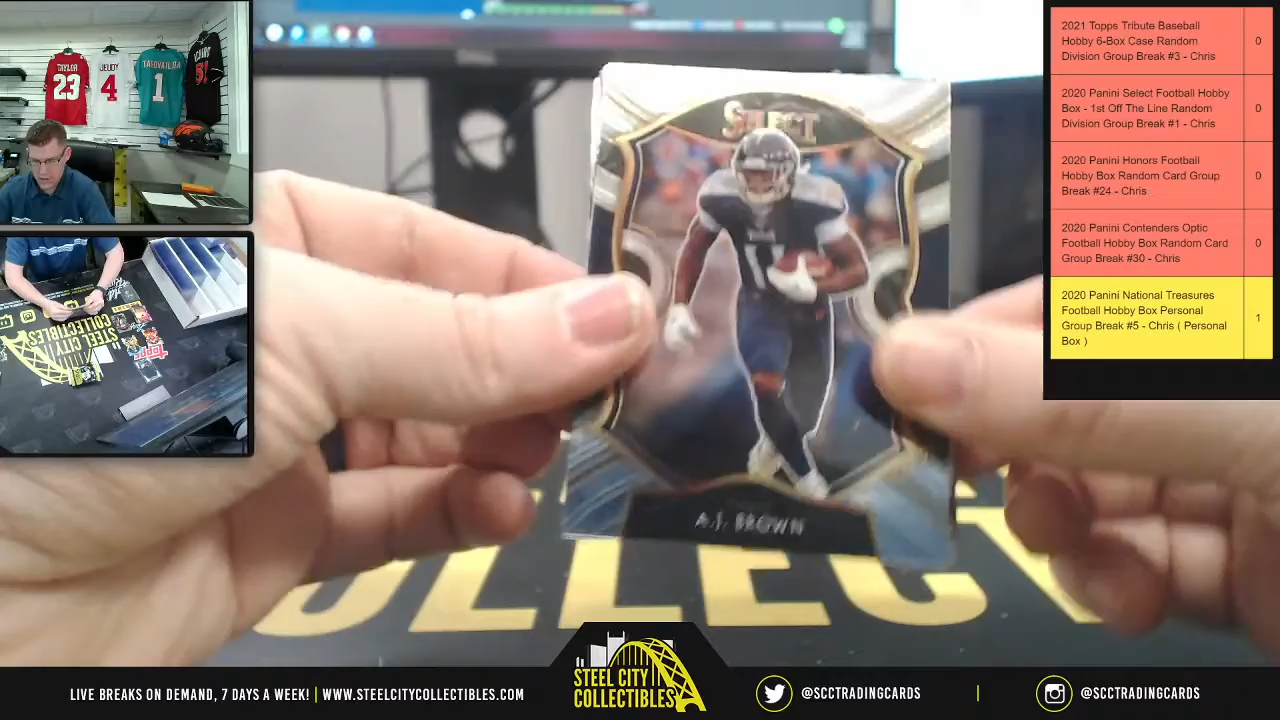 TAYLOR
23
JEUDY
4
TAGOVAILOA
1
51
STEEL CITY
COLLECTIBLES
Topps
SELECT
11
A.J. BROWN
COLLECTIV
2021 Topps Tribute Baseball
Hobby 6-Box Case Random
Division Group Break #3 - Chris
0
2020 Panini Select Football Hobby
Box - 1st Off The Line Random
Division Group Break #1 - Chris
0
2020 Panini Honors Football
Hobby Box Random Card Group
Break #24 - Chris
0
2020 Panini Contenders Optic
Football Hobby Box Random Card
Group Break #30 - Chris
0
2020 Panini National Treasures
Football Hobby Box Personal
Group Break #5 - Chris ( Personal
Box )
1
LIVE BREAKS ON DEMAND, 7 DAYS A WEEK! | WWW.STEELCITYCOLLECTIBLES.COM
STEEL CITY
COLLECTIBLES
@SCCTRADINGCARDS | @SCCTRADINGCARDS